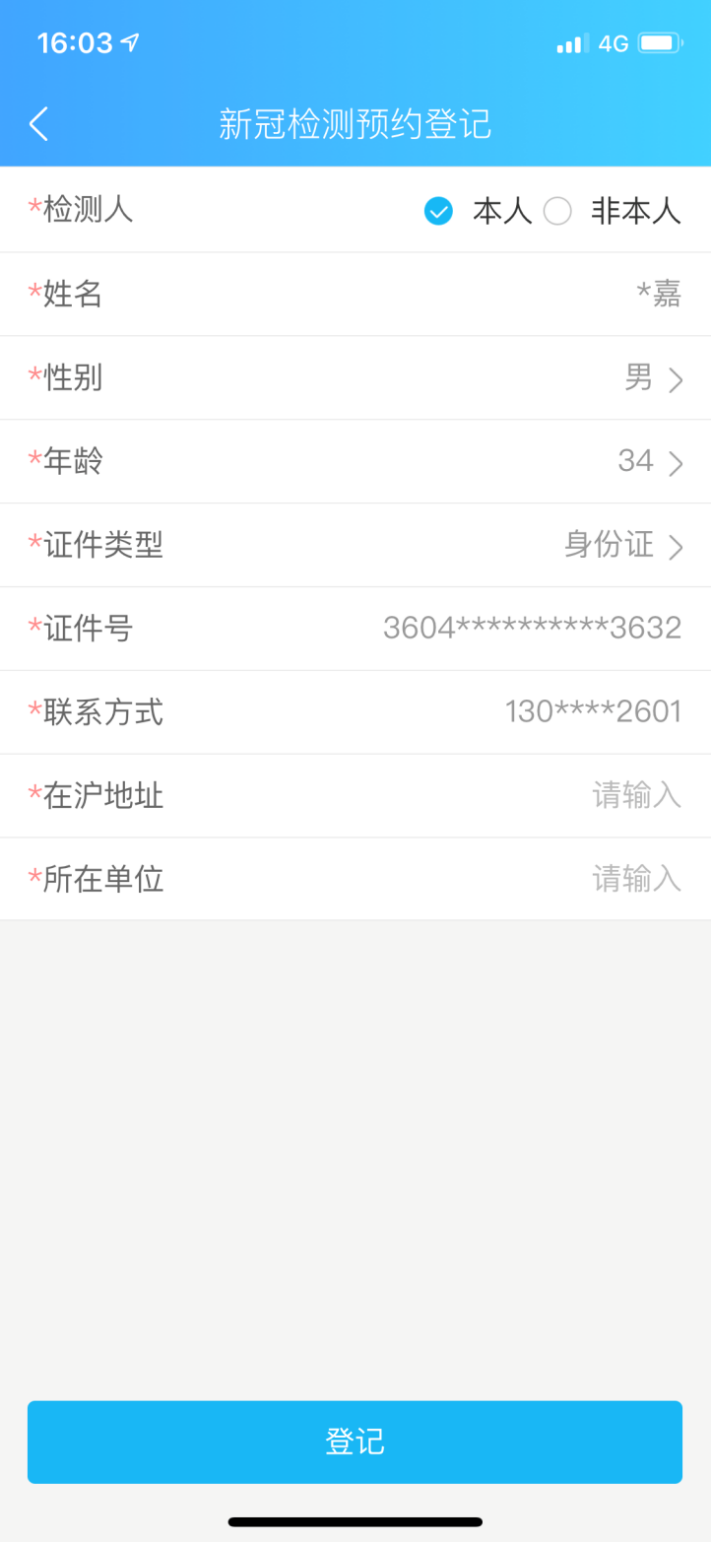 16:03 4G
新冠检测预约登记
*检测人 本人 非本人
*姓名 *嘉
*性别 男
*年龄 34
*证件类型 身份证
*证件号 3604**********3632
*联系方式 130****2601
*在沪地址 请输入
*所在单位 请输入
登记